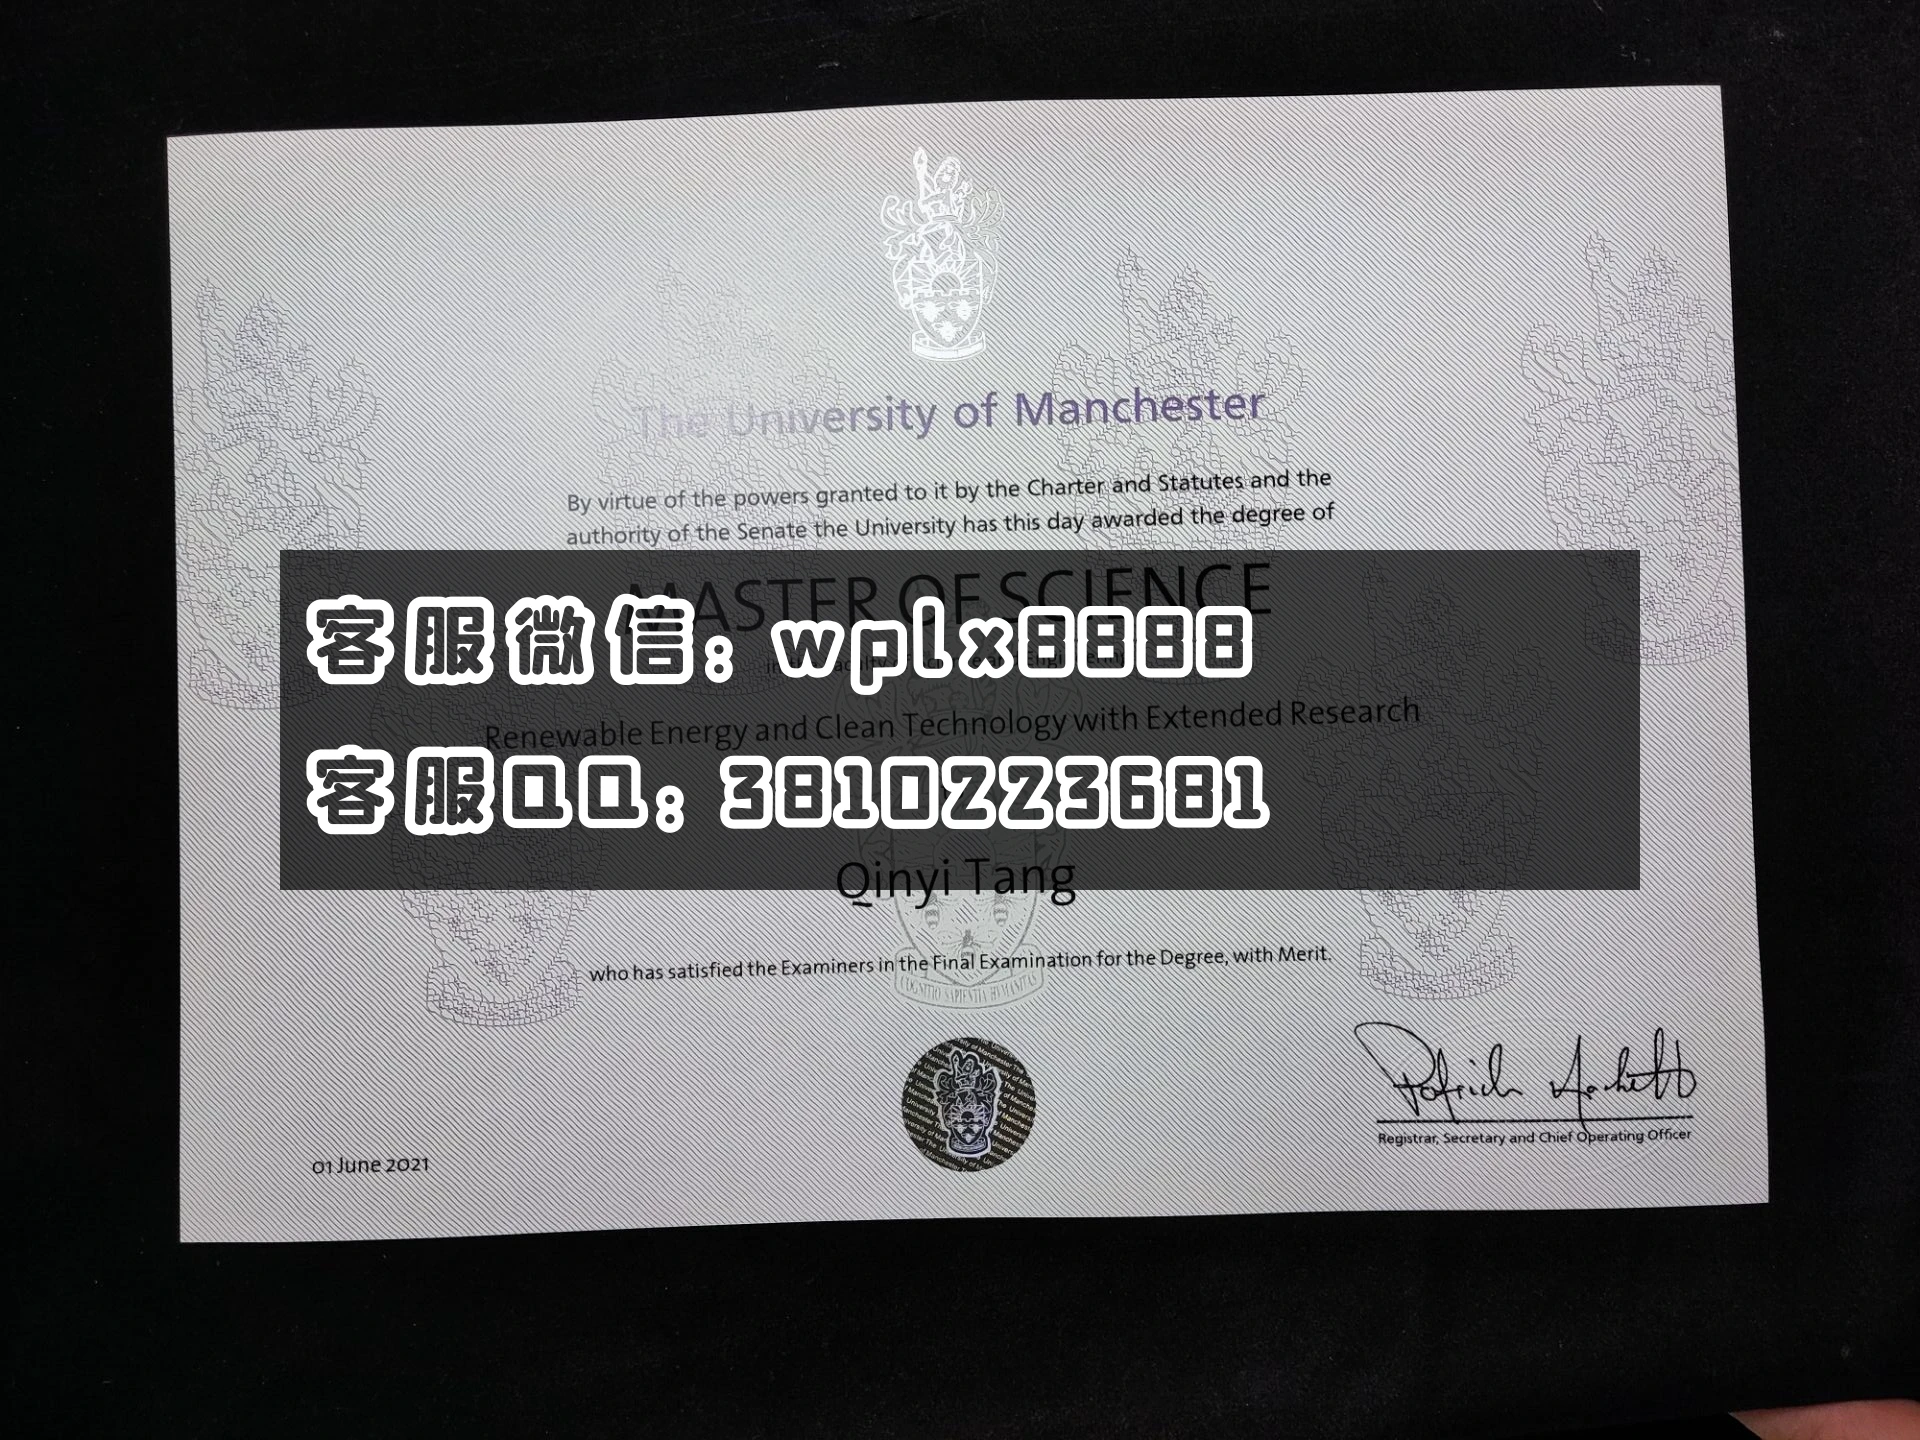 The University of Manchester
By virtue of the powers granted to it by the Charter and Statutes and the
authority of the Senate the University has this day awarded the degree of
MASTER OF SCIENCE
客服微信: wplx8888
Renewable Energy and Clean Technology with Extended Research
客服QQ: 3810223681
Qinyi Tang
who has satisfied the Examiners in the Final Examination for the Degree, with Merit.
COGNITIO SAPIENTIA HUMANITAS
Registrar, Secretary and Chief Operating Officer
01 June 2021